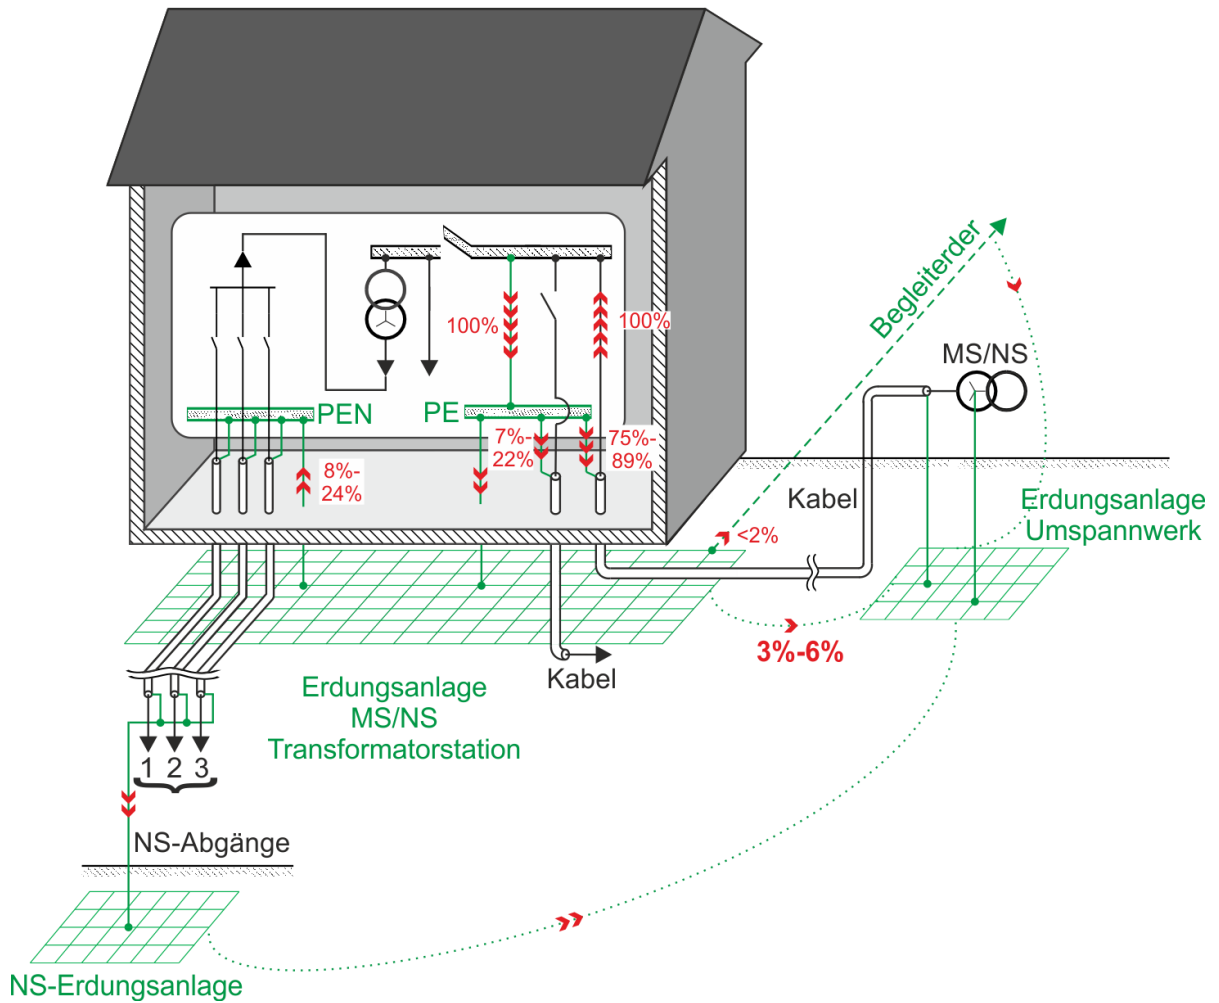 100%
100%
PEN
PE
7%-
22%
75%-
89%
8%-
24%
Begleiterder
MS/NS
Kabel
Erdungsanlage
Umspannwerk
<2%
3%-6%
Kabel
Erdungsanlage
MS/NS
Transformatorstation
1 2 3
NS-Abgänge
NS-Erdungsanlage